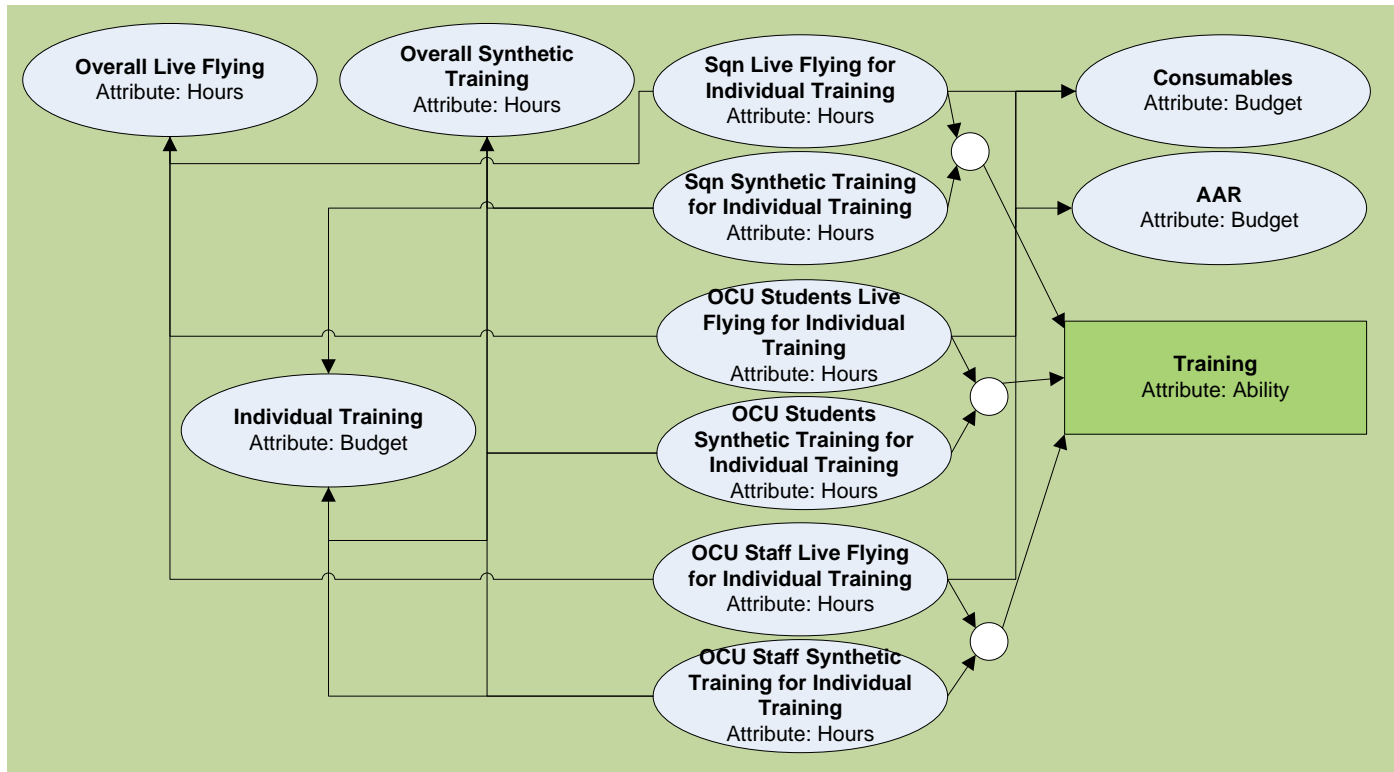 Overall Live Flying
Attribute: Hours
Overall Synthetic
Training
Attribute: Hours
Sqn Live Flying for
Individual Training
Attribute: Hours
Consumables
Attribute: Budget
Sqn Synthetic Training
for Individual Training
Attribute: Hours
AAR
Attribute: Budget
OCU Students Live
Flying for Individual
Training
Attribute: Hours
Training
Attribute: Ability
Individual Training
Attribute: Budget
OCU Students
Synthetic Training for
Individual Training
Attribute: Hours
OCU Staff Live Flying
for Individual Training
Attribute: Hours
OCU Staff Synthetic
Training for Individual
Training
Attribute: Hours